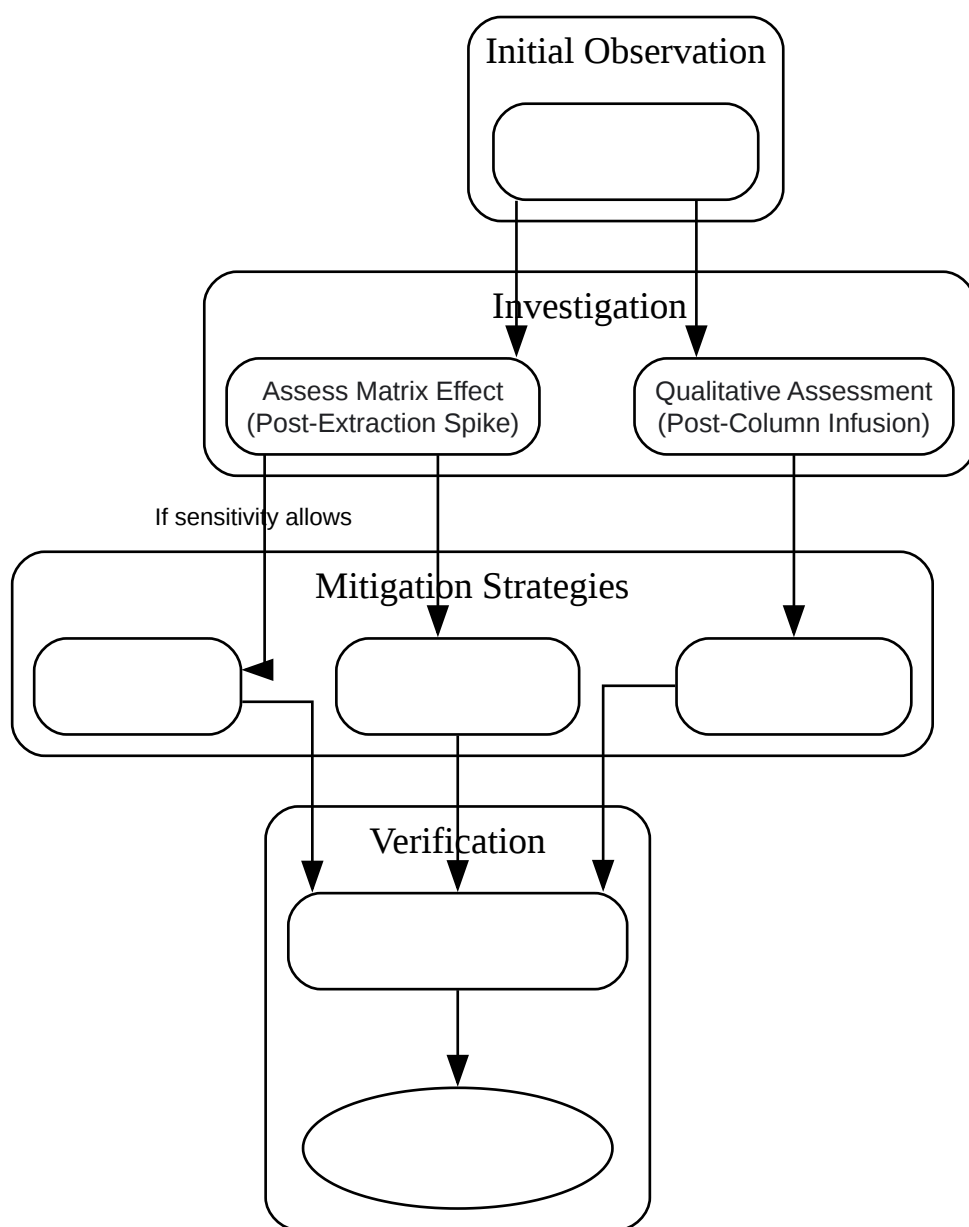 Initial Observation
Investigation
Assess Matrix Effect
(Post-Extraction Spike)
Qualitative Assessment
(Post-Column Infusion)
If sensitivity allows
Mitigation Strategies
Verification